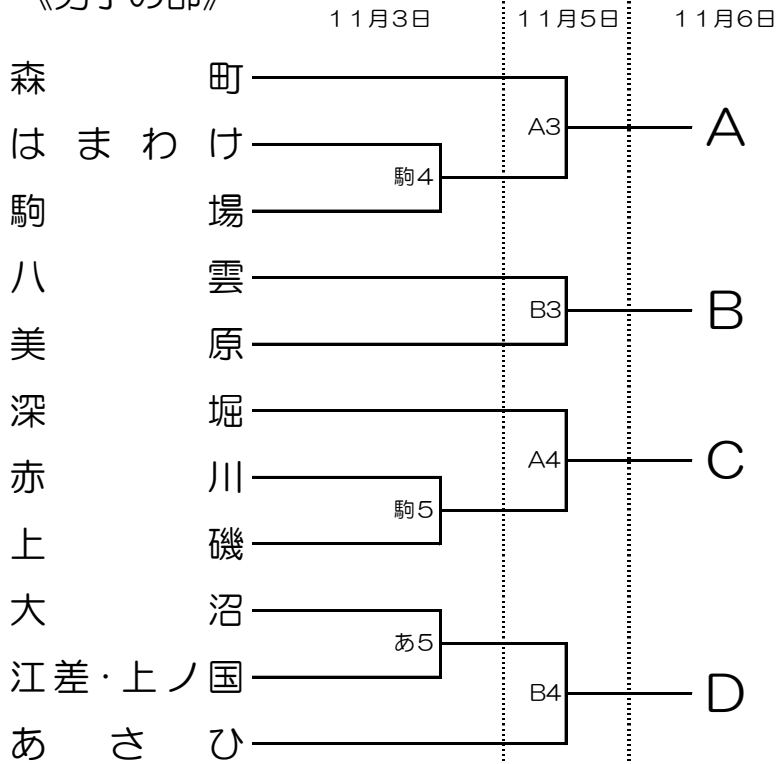 《男子の部》
11月3日 11月5日 11月6日
森町
A3 A
はまわけ
駒4
駒場
八雲
B3 B
美原
深堀
A4 C
赤川
駒5
上磯
大沼
あ5
江差・上ノ国
B4 D
あさひ